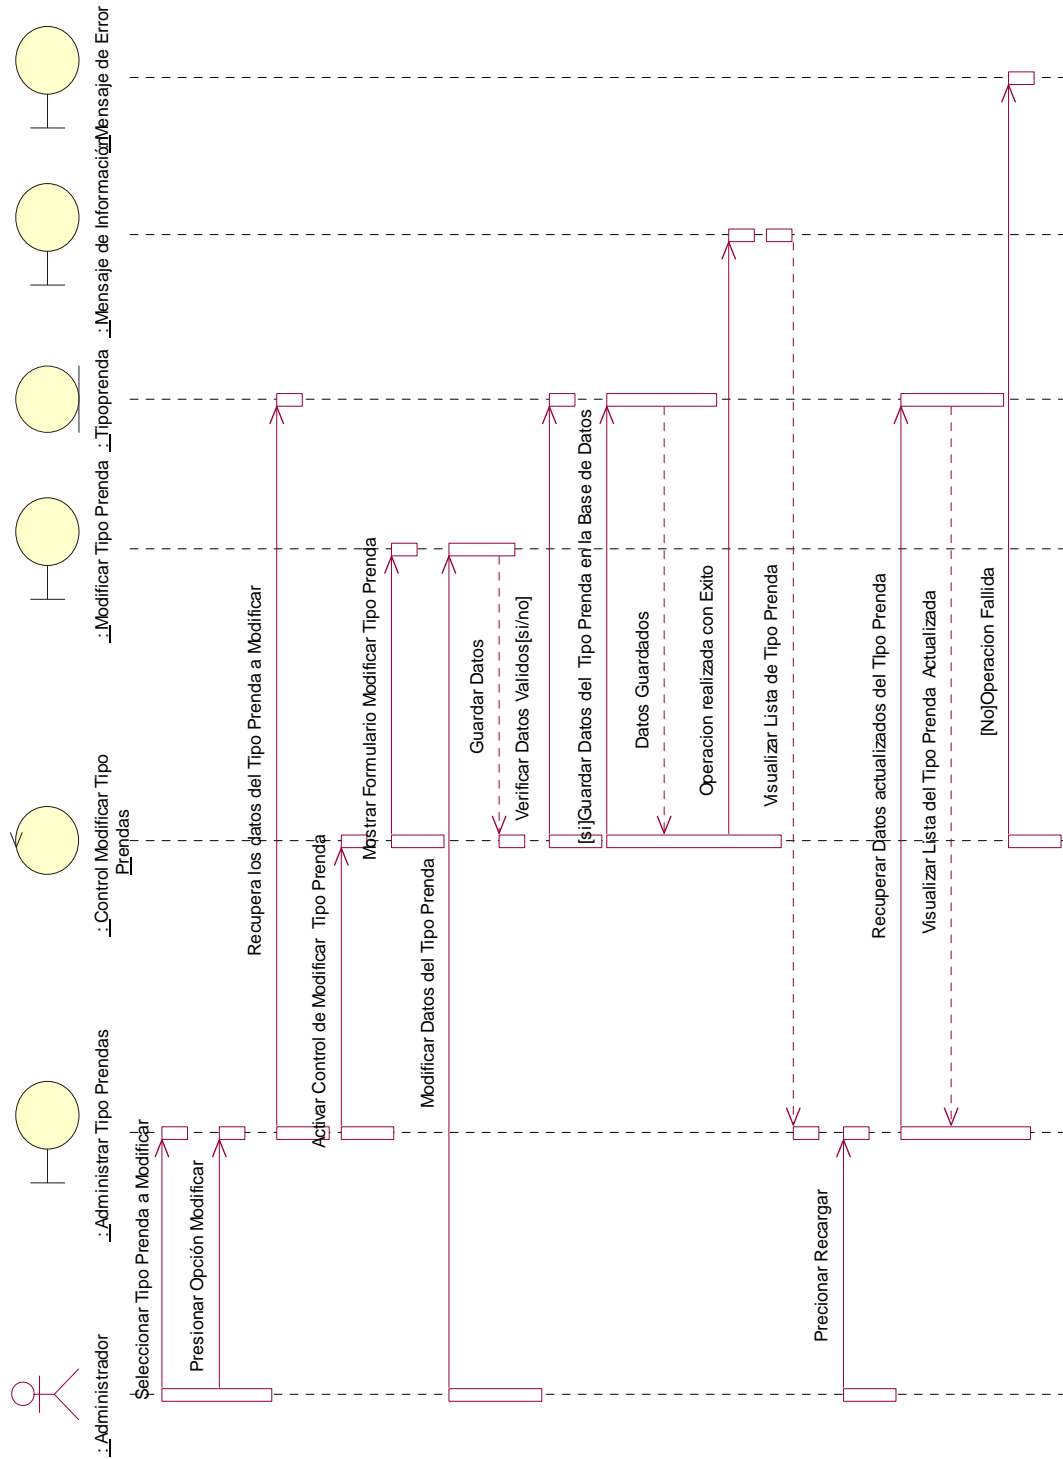 : Administrador
: Administrar Tipo Prendas
: Control Modificar Tipo
Prendas
: Modificar Tipo Prenda
: Tipoprenda
: Mensaje de Información
: Mensaje de Error
Seleccionar Tipo Prenda a Modificar
Presionar Opción Modificar
Recupera los datos del Tipo Prenda a Modificar
Activar Control de Modificar Tipo Prenda
Mostrar Formulario Modificar Tipo Prenda
Modificar Datos del Tipo Prenda
Guardar Datos
Verificar Datos Validos[si/no]
[si]Guardar Datos del Tipo Prenda en la Base de Datos
Datos Guardados
Operacion realizada con Exito
Visualizar Lista de Tipo Prenda
Precionar Recargar
Recuperar Datos actualizados del TIpo Prenda
Visualizar Lista del Tipo Prenda Actualizada
[No]Operacion Fallida